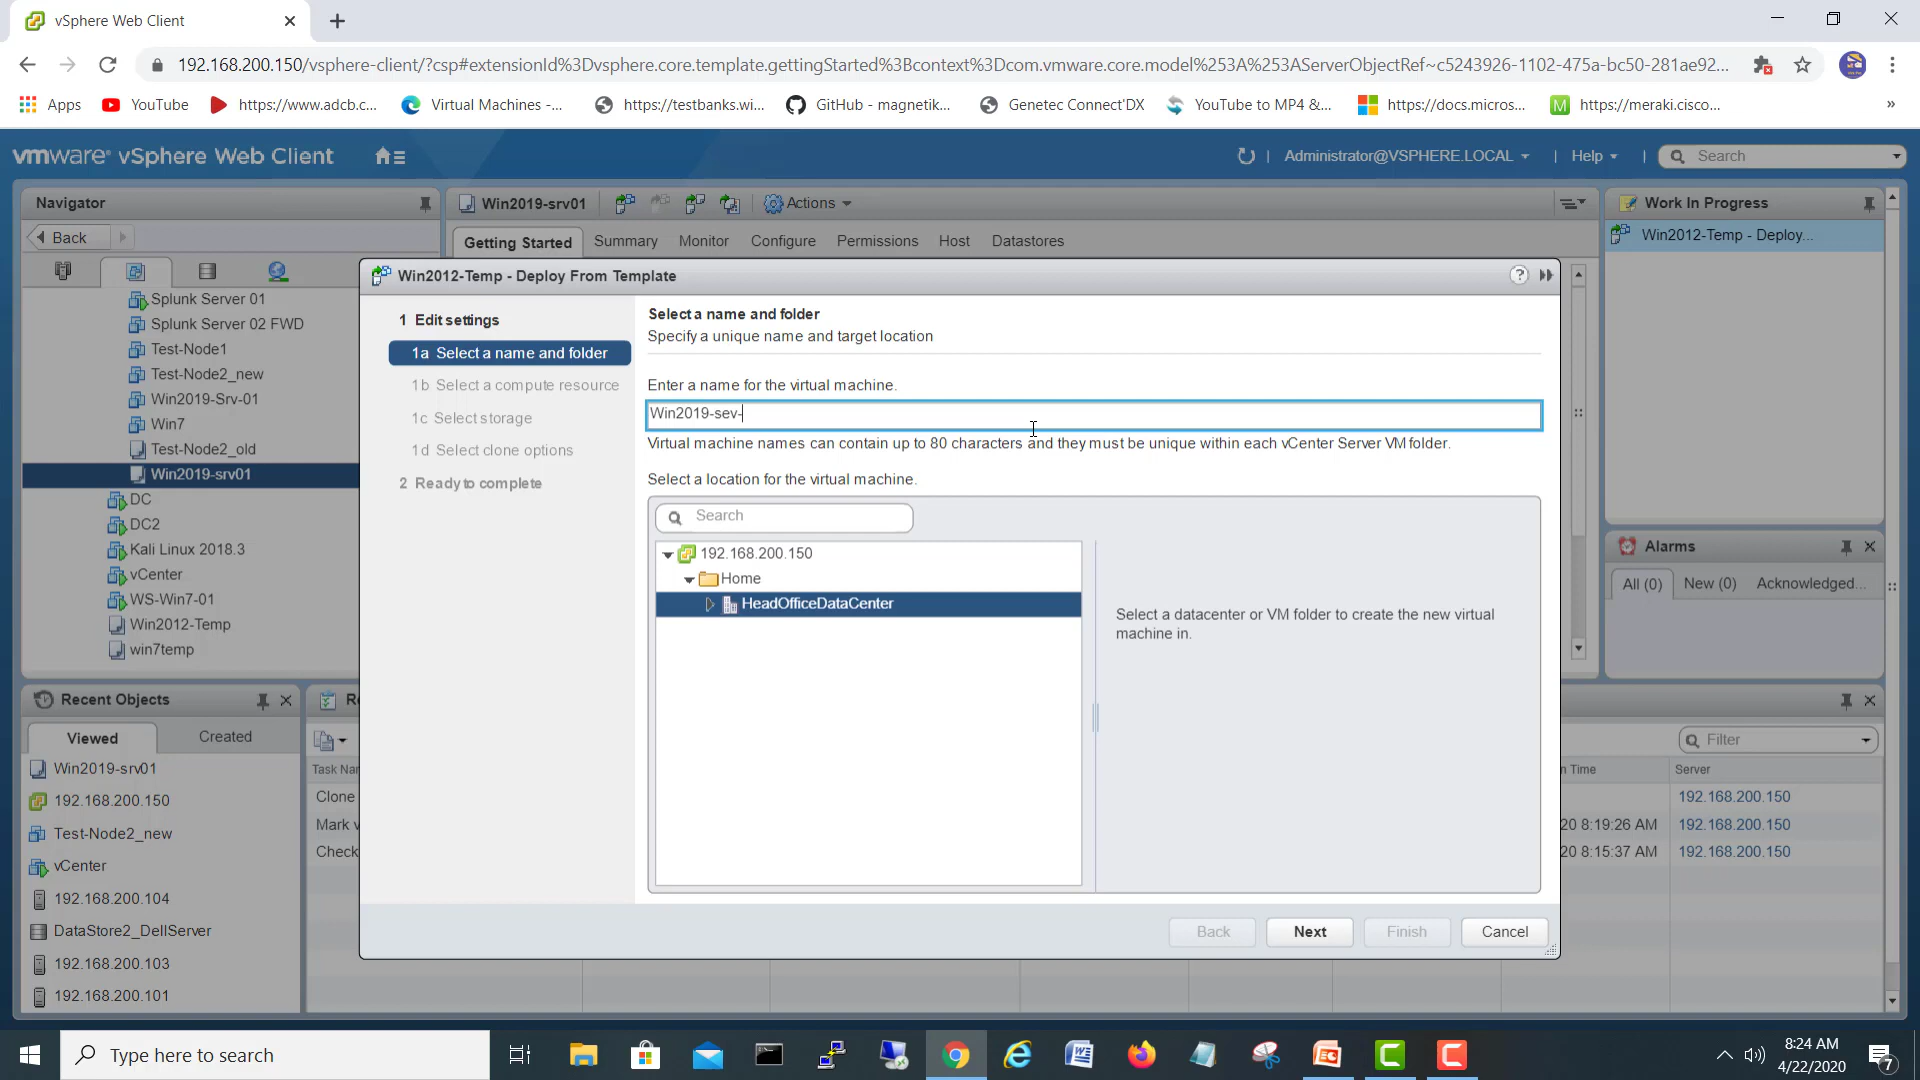 vSphere Web Client
192.168.200.150/vsphere-client/?csp#extensionId%3Dvsphere.core.template.gettingStarted%3Bcontext%3Dcom.vmware.core.model%253A%253AServerObjectRef~c5243926-1102-475a-bc50-281ae92...
Apps YouTube https://www.adcb.c... Virtual Machines -... https://testbanks.wi... GitHub - magnetik... Genetec Connect'DX YouTube to MP4 &... https://docs.micros... https://meraki.cisco... »
vmware® vSphere Web Client
Administrator@VSPHERE.LOCAL | Help | Search
Navigator
Back
Splunk Server 01
Splunk Server 02 FWD
Test-Node1
Test-Node2_new
Win2019-Srv-01
Win7
Test-Node2_old
Win2019-srv01
DC
DC2
Kali Linux 2018.3
vCenter
WS-Win7-01
Win2012-Temp
win7temp
Win2019-srv01 Actions
Getting Started Summary Monitor Configure Permissions Host Datastores
Win2012-Temp - Deploy From Template
1 Edit settings
1a Select a name and folder
1b Select a compute resource
1c Select storage
1d Select clone options
2 Ready to complete
Select a name and folder
Specify a unique name and target location
Enter a name for the virtual machine.
Win2019-sev-
Virtual machine names can contain up to 80 characters and they must be unique within each vCenter Server VM folder.
Select a location for the virtual machine.
Search
192.168.200.150
Home
HeadOfficeDataCenter
Select a datacenter or VM folder to create the new virtual
machine in.
Back Next Finish Cancel
Work In Progress
Win2012-Temp - Deploy...
Alarms
All (0) New (0) Acknowledged...
Recent Objects
Viewed Created
Win2019-srv01
192.168.200.150
Test-Node2_new
vCenter
192.168.200.104
DataStore2_DellServer
192.168.200.103
192.168.200.101
Re
Task Nar
Clone
Mark v
Check
Filter
n Time Server
192.168.200.150
20 8:19:26 AM 192.168.200.150
20 8:15:37 AM 192.168.200.150
Type here to search
8:24 AM
4/22/2020
7